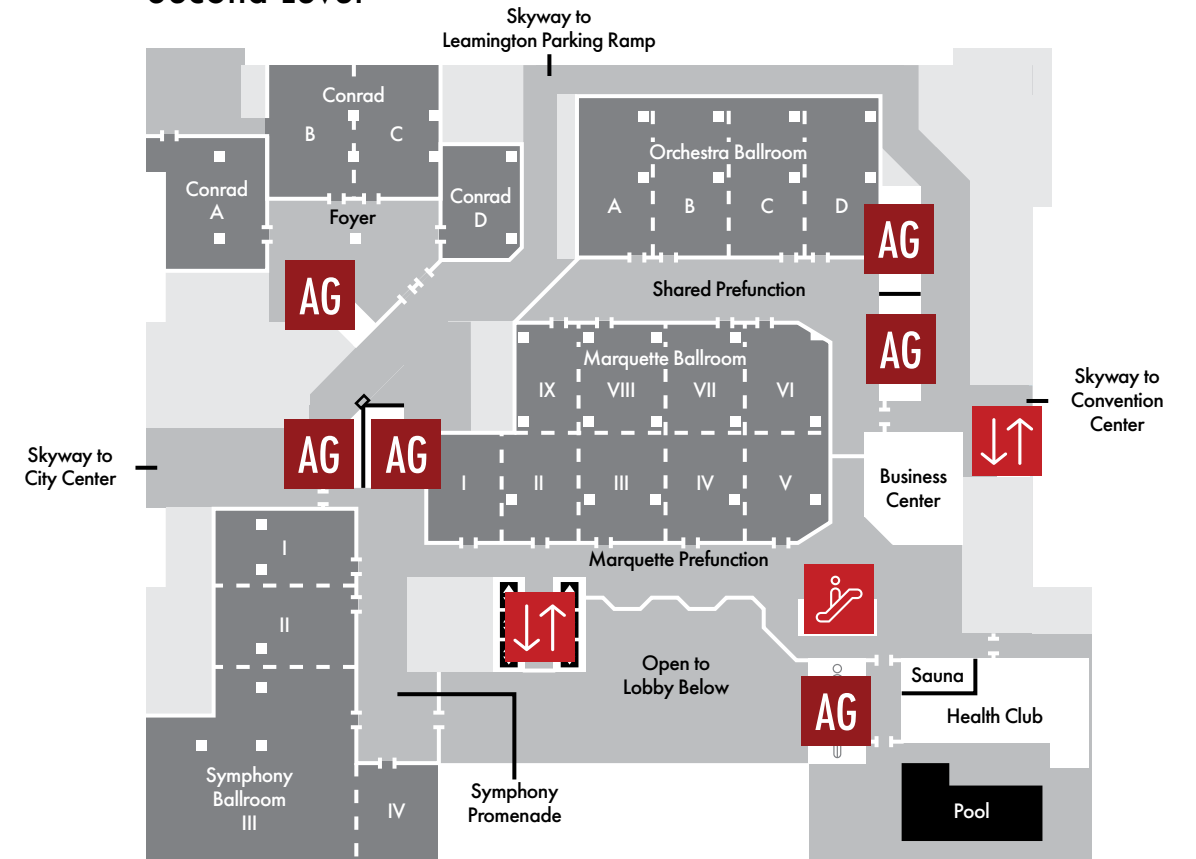 Second Level
Skyway to
Leamington Parking Ramp
Conrad
B
C
Conrad
A
Conrad
D
Foyer
Orchestra Ballroom
A
B
C
D
AG
AG
Shared Prefunction
AG
Marquette Ballroom
IX
VIII
VII
VI
Skyway to
Convention
Center
AG
AG
Skyway to
City Center
I
II
III
IV
V
Business
Center
Marquette Prefunction
I
II
Open to
Lobby Below
Sauna
AG
Health Club
Symphony
Ballroom
III
IV
Symphony
Promenade
Pool